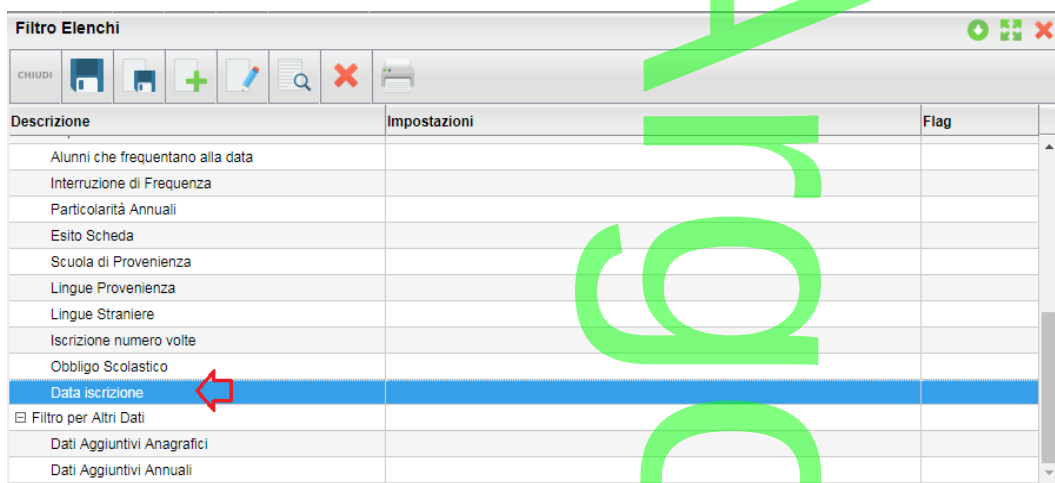 Filtro Elenchi
CHIUDI
Descrizione Impostazioni Flag
Alunni che frequentano alla data
Interruzione di Frequenza
Particolarità Annuali
Esito Scheda
Scuola di Provenienza
Lingue Provenienza
Lingue Straniere
Iscrizione numero volte
Obbligo Scolastico
Data iscrizione
Filtro per Altri Dati
Dati Aggiuntivi Anagrafici
Dati Aggiuntivi Annuali